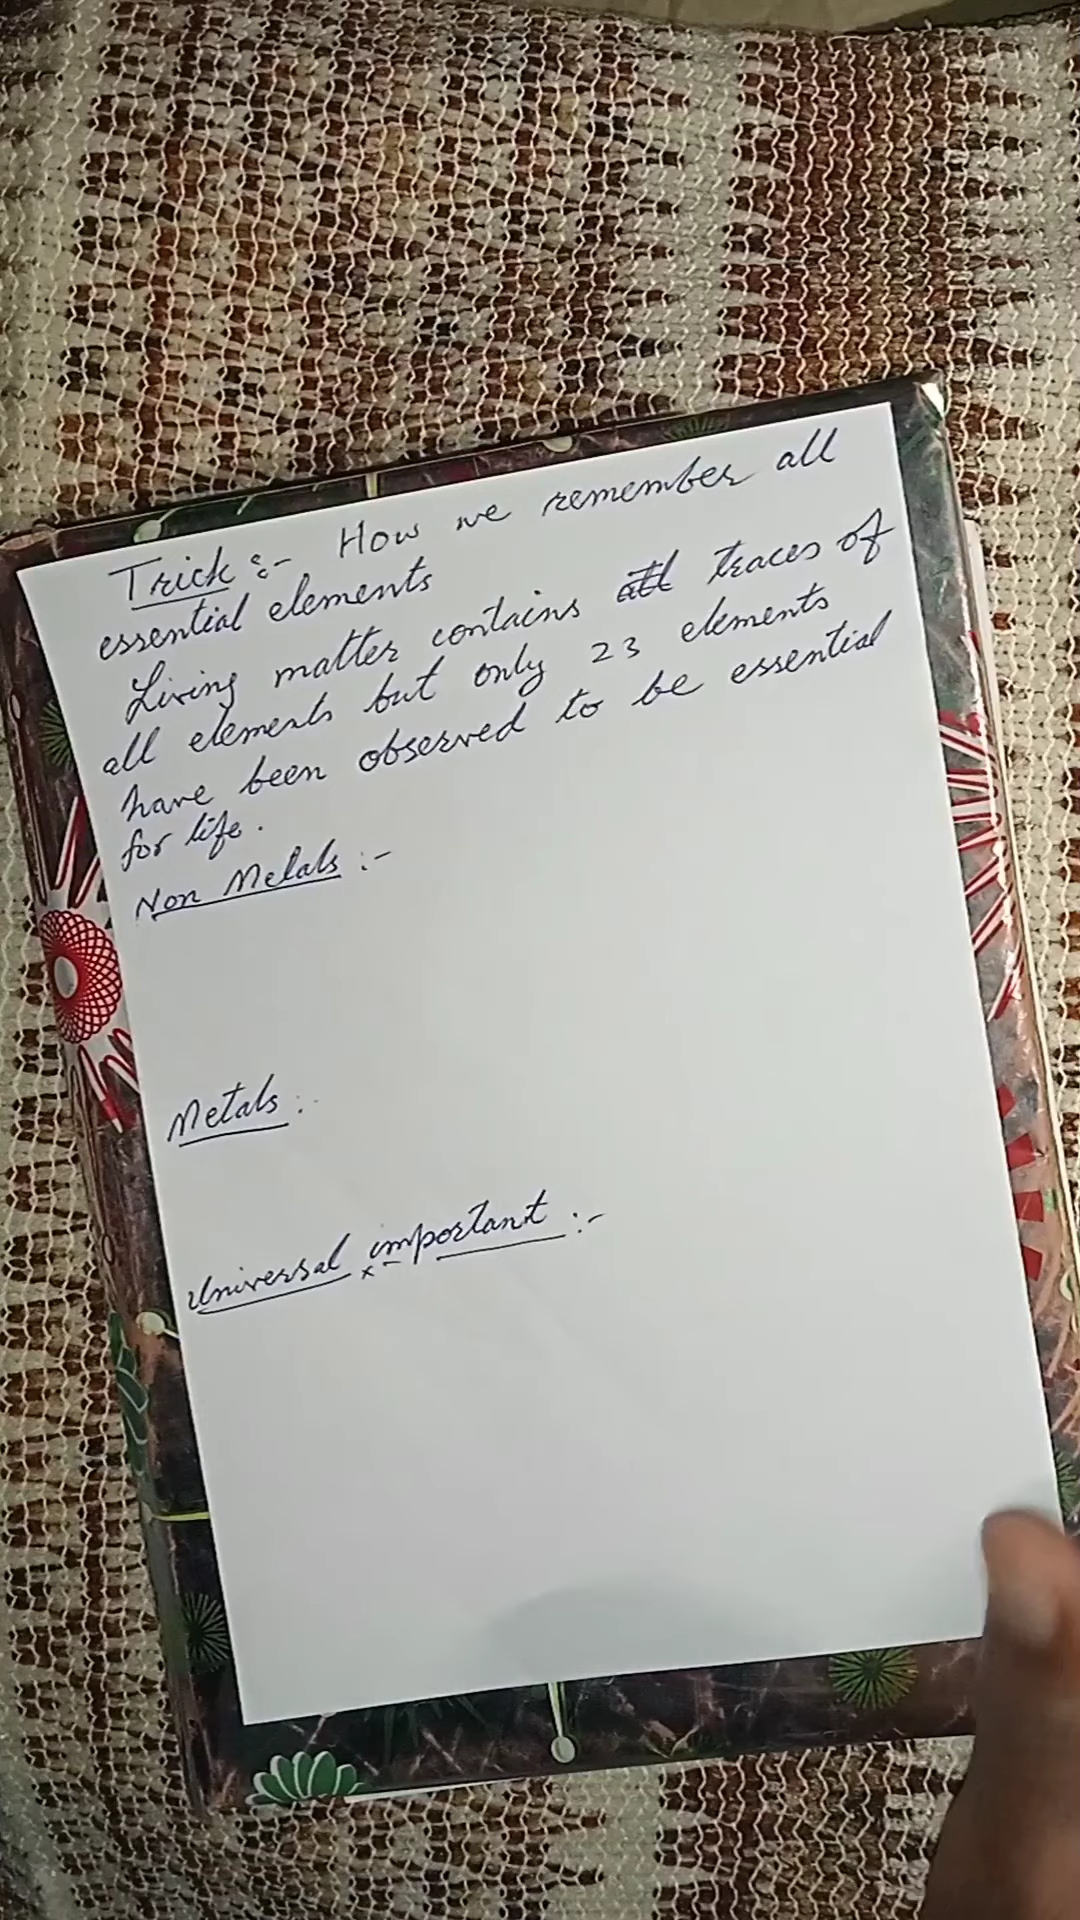 Trick :- How we remember all
essential elements
Living matter contains all traces of
all elements but only 23 elements
have been observed to be essential
for life.
Non Metals :-
Metals :
Universal important :-